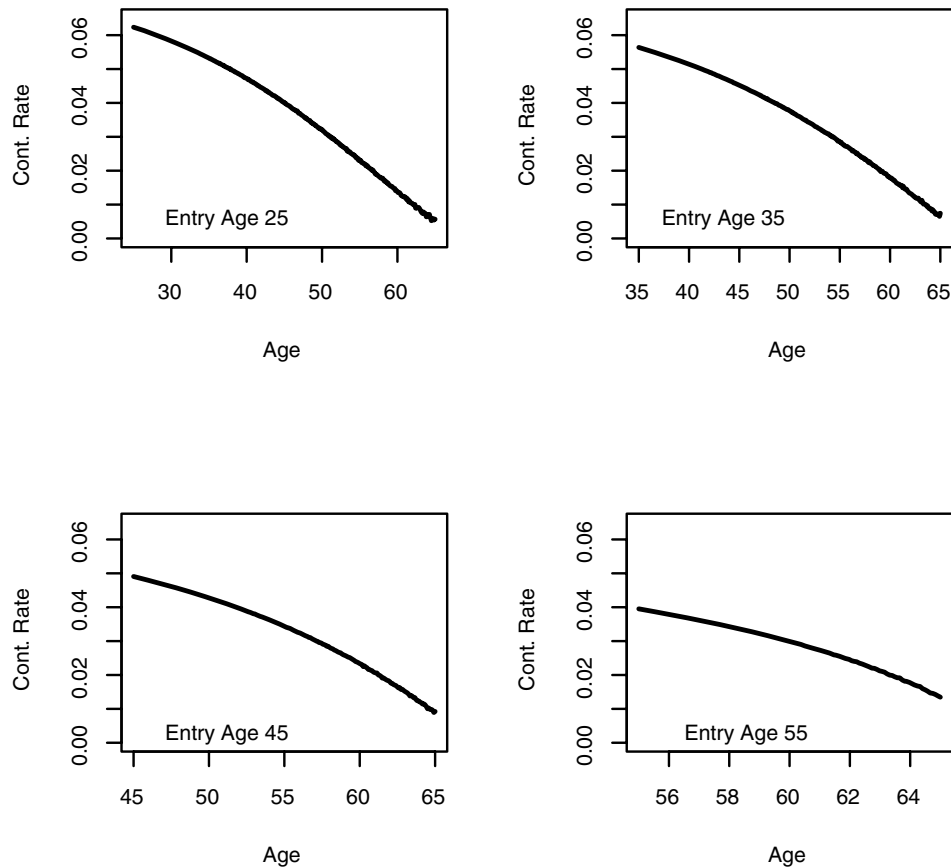 Cont. Rate
0.00 0.02 0.04 0.06
Entry Age 25
30 40 50 60
Age
Cont. Rate
0.00 0.02 0.04 0.06
Entry Age 35
35 40 45 50 55 60 65
Age
Cont. Rate
0.00 0.02 0.04 0.06
Entry Age 45
45 50 55 60 65
Age
Cont. Rate
0.00 0.02 0.04 0.06
Entry Age 55
56 58 60 62 64
Age